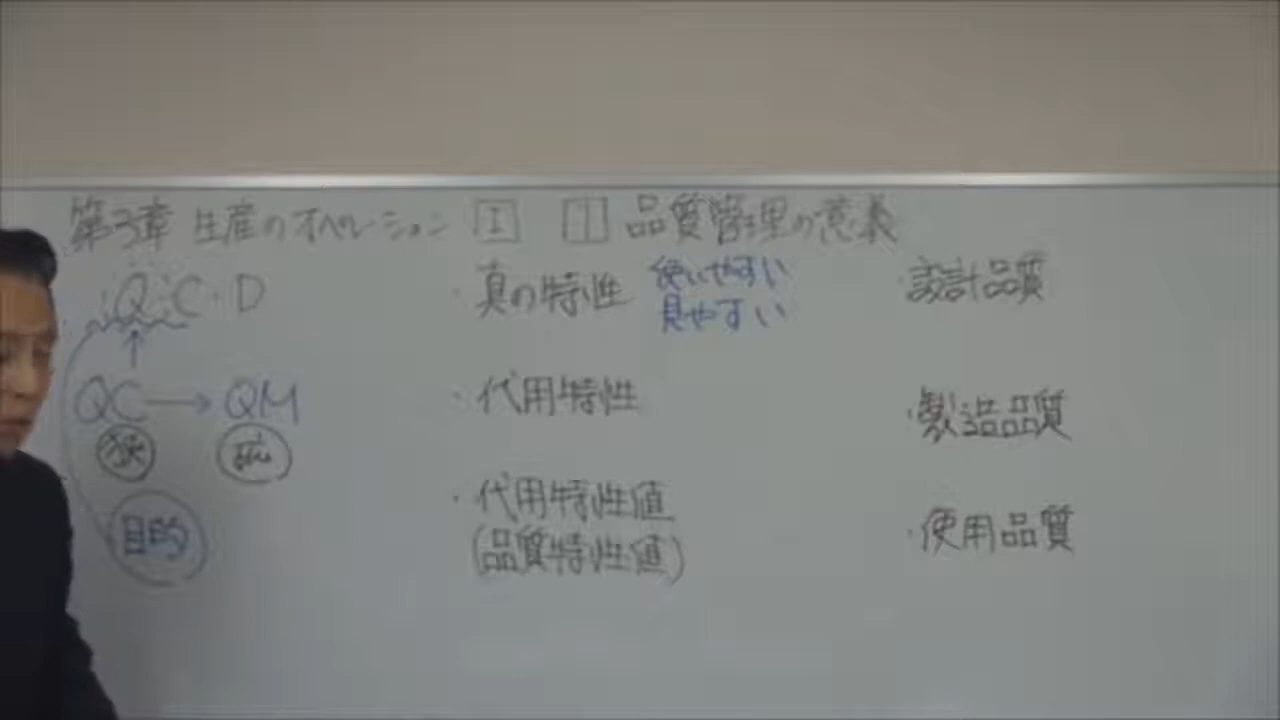 第3章 生産のオペレーション Ⅰ 1 品質管理の意義
Q・C・D
QC→QM
狭 広
目的
・真の特性 使いやすい
見やすい
・代用特性
・代用特性値
(品質特性値)
・設計品質
・製造品質
・使用品質